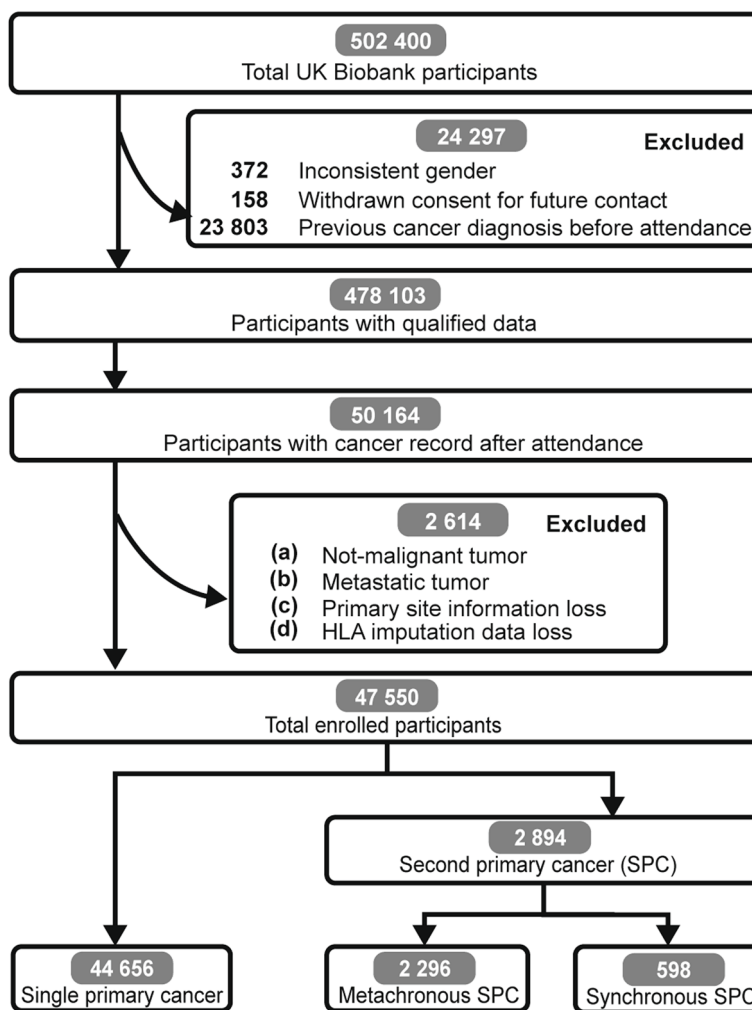 502 400
Total UK Biobank participants
24 297
Excluded
372 Inconsistent gender
158 Withdrawn consent for future contact
23 803 Previous cancer diagnosis before attendance
478 103
Participants with qualified data
50 164
Participants with cancer record after attendance
2 614
Excluded
(a) Not-malignant tumor
(b) Metastatic tumor
(c) Primary site information loss
(d) HLA imputation data loss
47 550
Total enrolled participants
2 894
Second primary cancer (SPC)
44 656
Single primary cancer
2 296
Metachronous SPC
598
Synchronous SPC